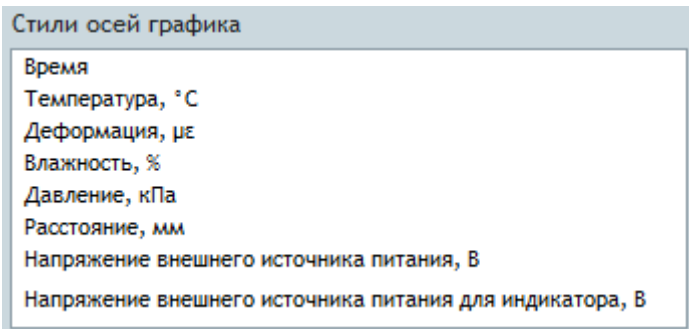 Стили осей графика
Время
Температура, °C
Деформация, με
Влажность, %
Давление, кПа
Расстояние, мм
Напряжение внешнего источника питания, В
Напряжение внешнего источника питания для индикатора, В